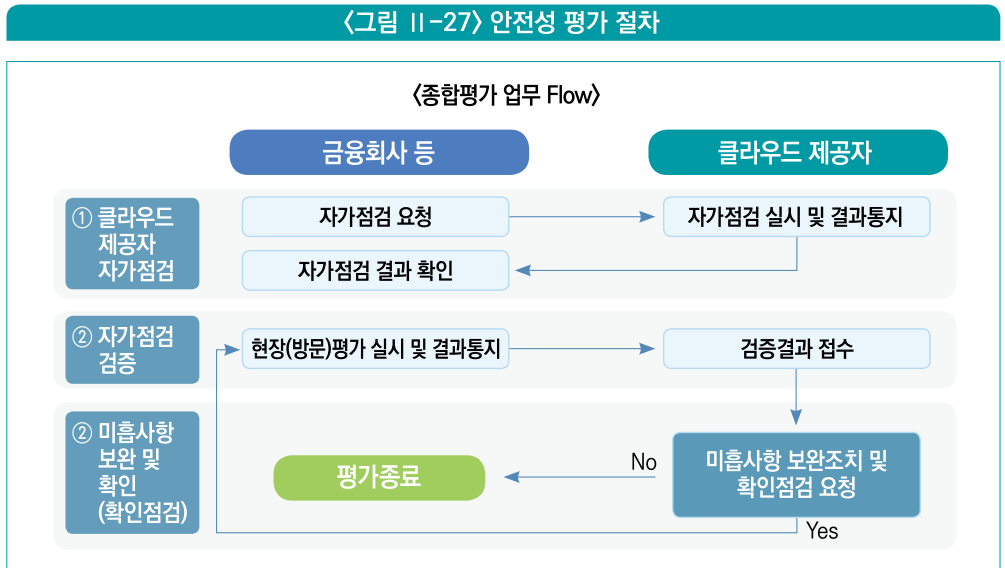 〈그림 Ⅱ-27〉 안전성 평가 절차
〈종합평가 업무 Flow〉
금융회사 등
클라우드 제공자
① 클라우드
제공자
자가점검
자가점검 요청
자가점검 실시 및 결과통지
자가점검 결과 확인
② 자가점검
검증
현장(방문)평가 실시 및 결과통지
검증결과 접수
② 미흡사항
보완 및
확인
(확인점검)
평가종료
No
미흡사항 보완조치 및
확인점검 요청
Yes